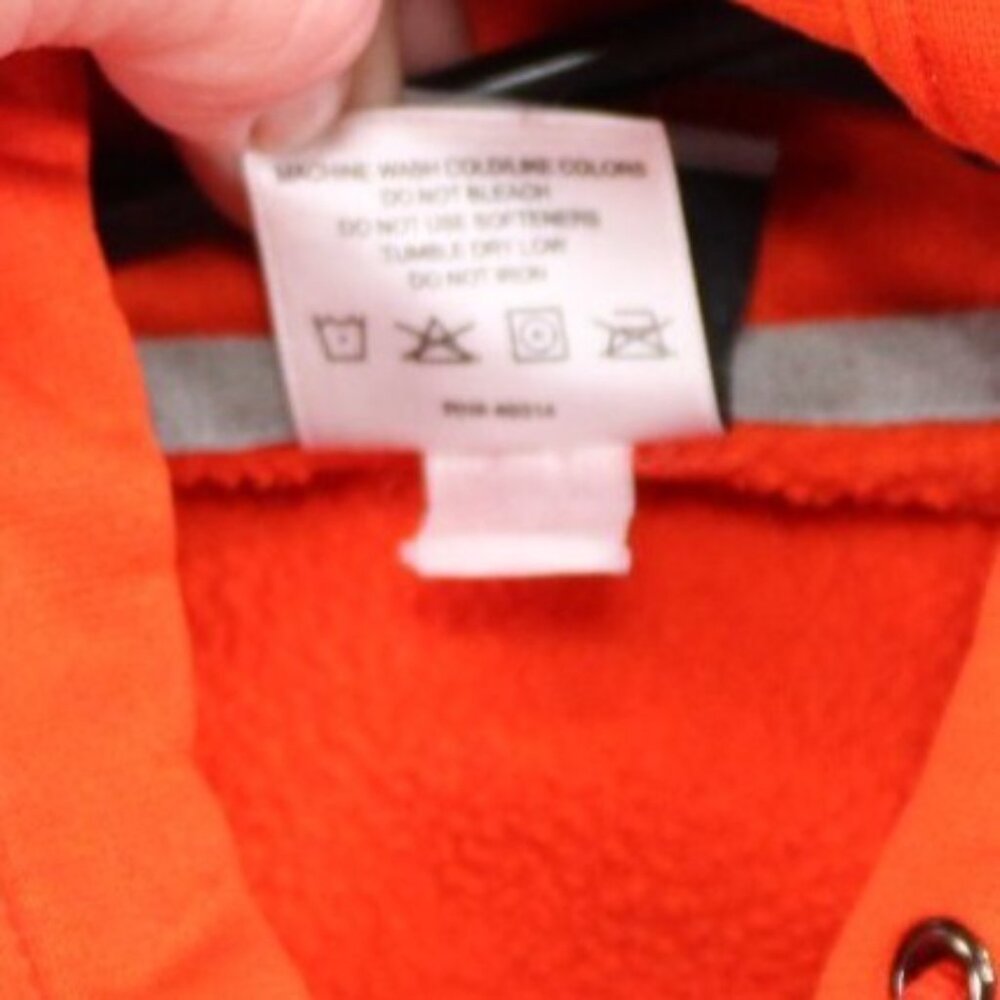 MACHINE WASH COLD/LIKE COLORS
DO NOT BLEACH
DO NOT USE SOFTENERS
TUMBLE DRY LOW
DO NOT IRON